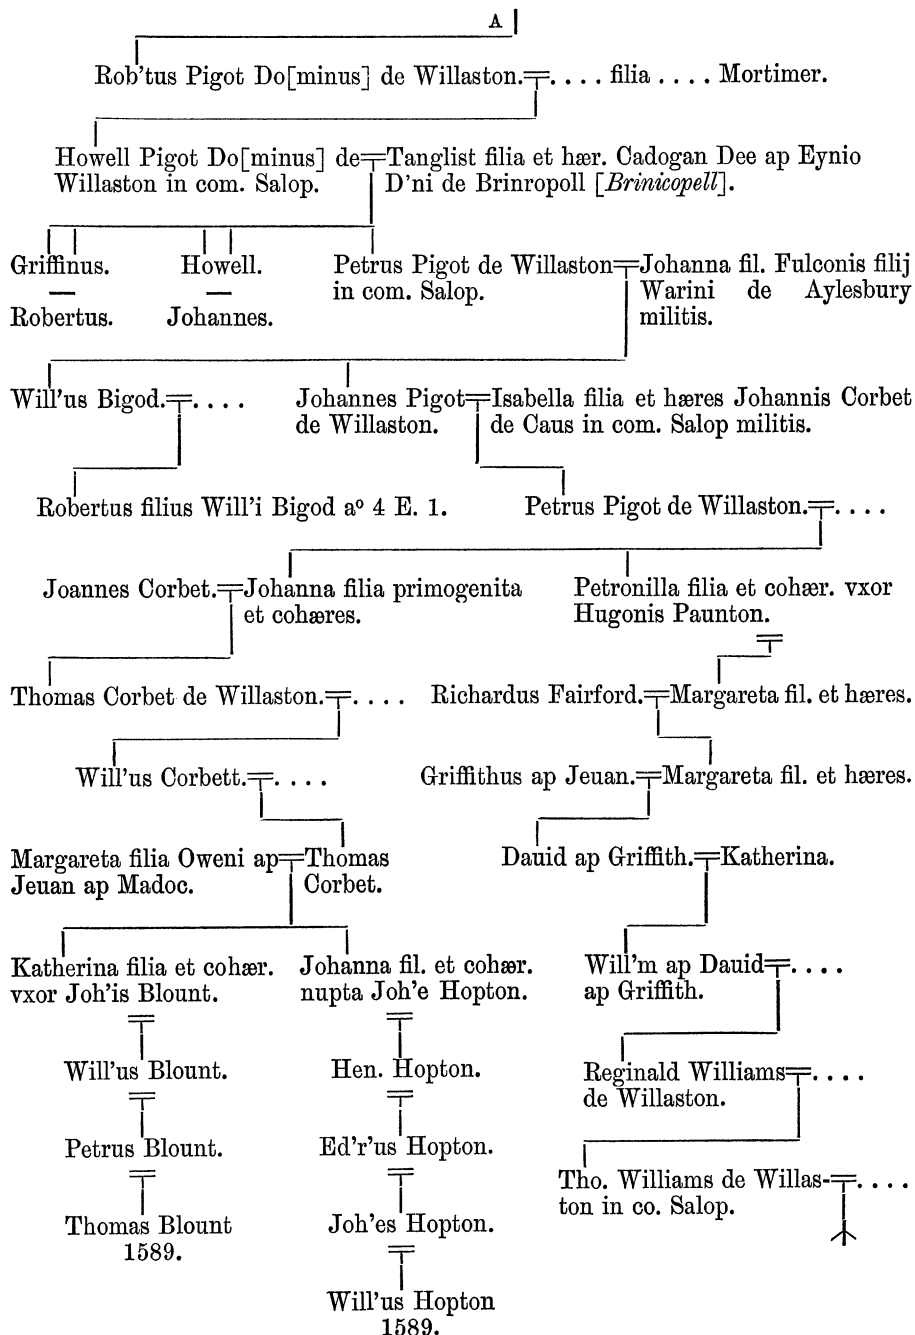 A
Rob'tus Pigot Do[minus] de Willaston. . . . . filia . . . . Mortimer.
Howell Pigot Do[minus] de
Willaston in com. Salop.
Tanglist filia et hær. Cadogan Dee ap Eynio
D'ni de Brinropoll [Brinicopell].
Griffinus.
Robertus.
Howell.
Johannes.
Petrus Pigot de Willaston
in com. Salop.
Johanna fil. Fulconis filij
Warini de Aylesbury
militis.
Will'us Bigod. . . . .
Johannes Pigot
de Willaston.
Isabella filia et hæres Johannis Corbet
de Caus in com. Salop militis.
Robertus filius Will'i Bigod aº 4 E. 1.
Petrus Pigot de Willaston. . . . .
Joannes Corbet.
Johanna filia primogenita
et cohæres.
Petronilla filia et cohær. vxor
Hugonis Paunton.
Thomas Corbet de Willaston. . . . .
Richardus Fairford.
Margareta fil. et hæres.
Will'us Corbett. . . . .
Griffithus ap Jeuan.
Margareta fil. et hæres.
Margareta filia Oweni ap
Jeuan ap Madoc.
Thomas
Corbet.
Dauid ap Griffith.
Katherina.
Katherina filia et cohær.
vxor Joh'is Blount.
Johanna fil. et cohær.
nupta Joh'e Hopton.
Will'm ap Dauid . . . .
ap Griffith.
Will'us Blount.
Hen. Hopton.
Reginald Williams . . . .
de Willaston.
Petrus Blount.
Ed'r'us Hopton.
Tho. Williams de Willas- . . . .
ton in co. Salop.
Thomas Blount
1589.
Joh'es Hopton.
Will'us Hopton
1589.